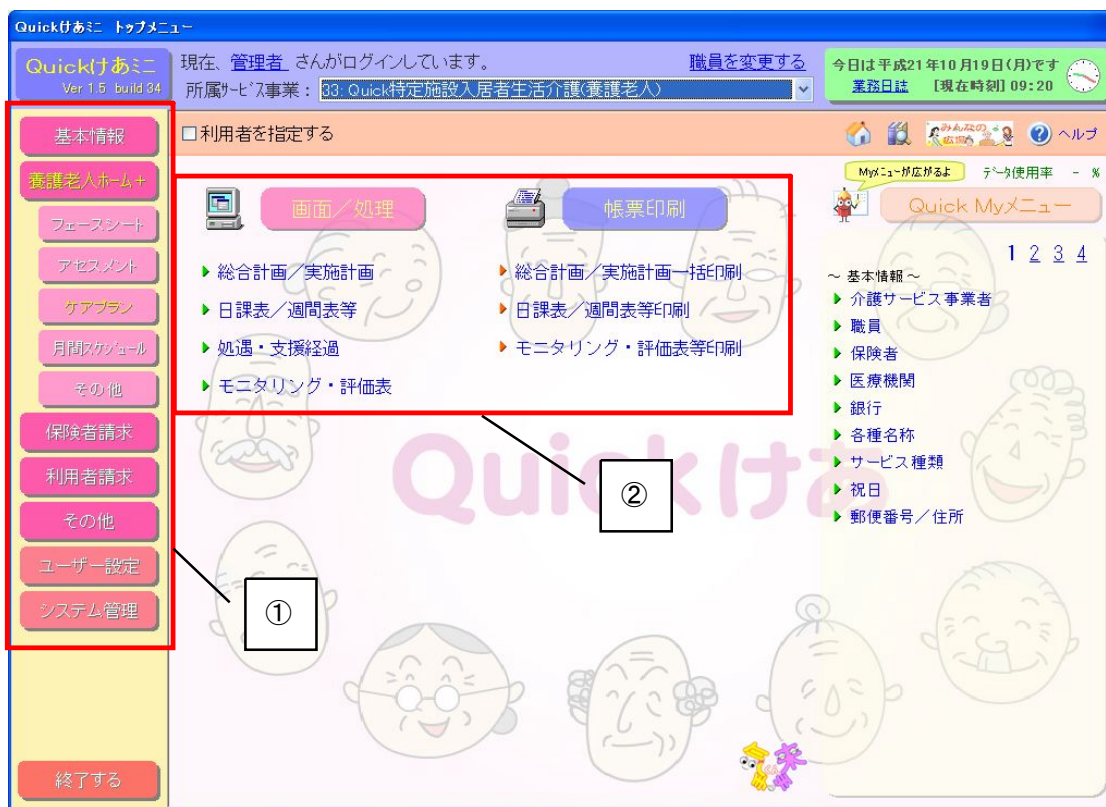 Quickけあミニ トップメニュー
Quickけあミニ
Ver 1.5 build 34
現在、管理者 さんがログインしています。
職員を変更する
所属ｻｰﾋﾞｽ事業： 33: Quick特定施設入居者生活介護(養護老人)
今日は平成21年10月19日(月)です
業務日誌 [現在時刻] 09:20
基本情報
養護老人ホーム+
フェースシート
アセスメント
ケアプラン
月間スケジュール
その他
保険者請求
利用者請求
その他
ユーザー設定
システム管理
終了する
利用者を指定する
みんなの
広場
ヘルプ
画面／処理
総合計画／実施計画
日課表／週間表等
処遇・支援経過
モニタリング・評価表
帳票印刷
総合計画／実施計画一括印刷
日課表／週間表等印刷
モニタリング・評価表等印刷
①
②
Quickけあ
Myﾒﾆｭｰが広がるよ
ﾃﾞｰﾀ使用率 － %
Quick Myメニュー
1 2 3 4
～ 基本情報 ～
介護サービス事業者
職員
保険者
医療機関
銀行
各種名称
サービス種類
祝日
郵便番号／住所